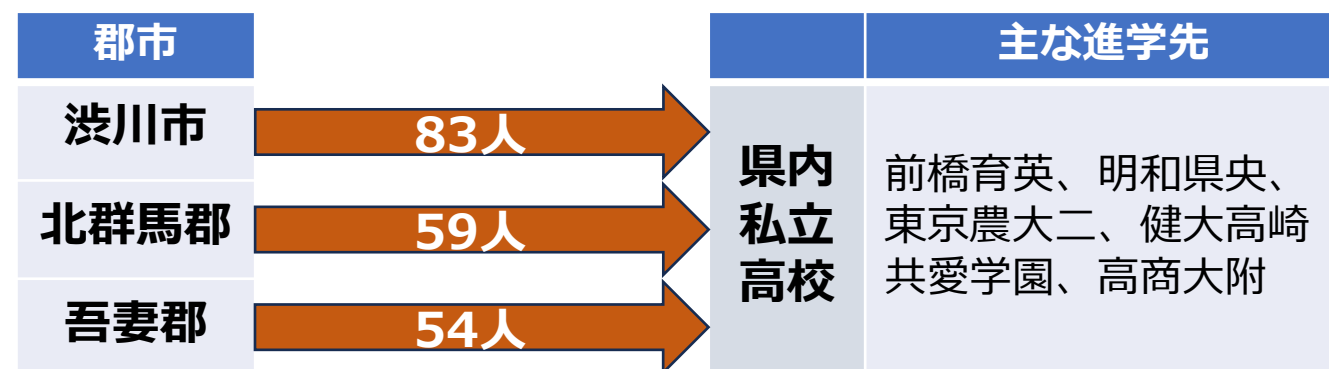 郡市
主な進学先
渋川市
83人
北群馬郡
59人
吾妻郡
54人
県内
私立
高校
前橋育英、明和県央、
東京農大二、健大高崎
共愛学園、高商大附